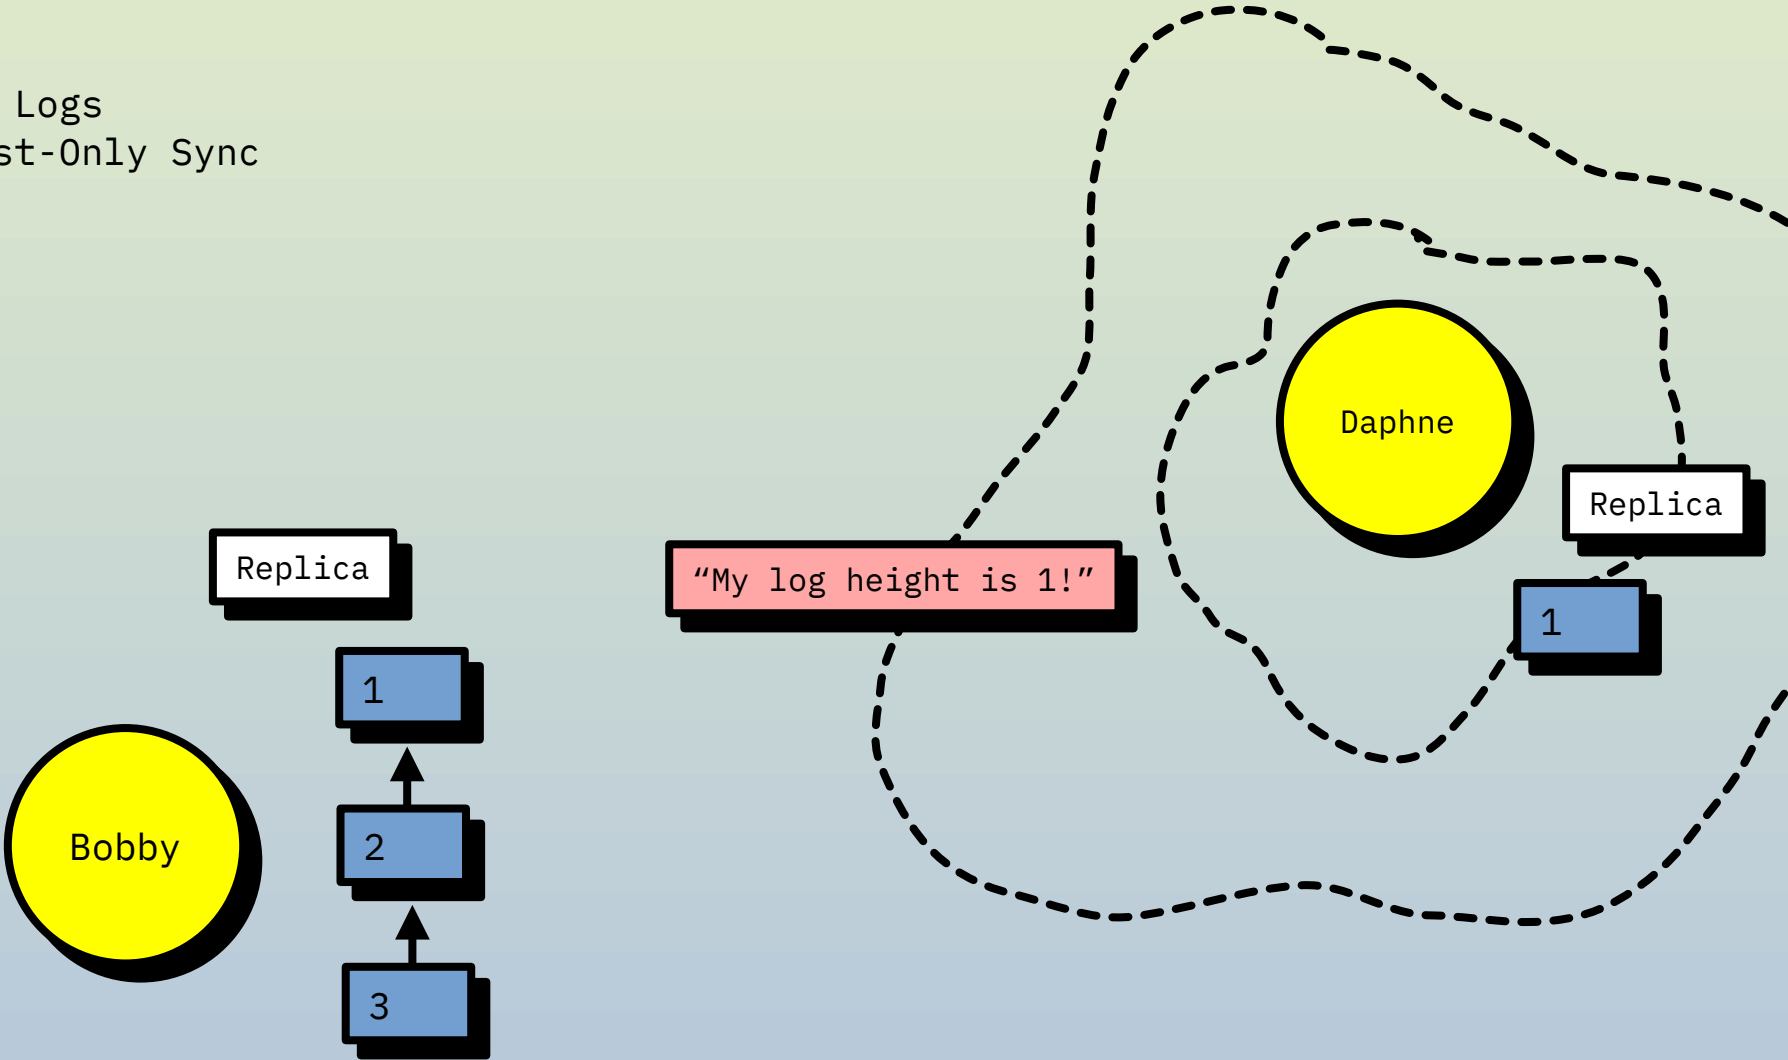 Logs
st-Only Sync
Daphne
Replica
Replica
“My log height is 1!”
1
1
Bobby
2
3